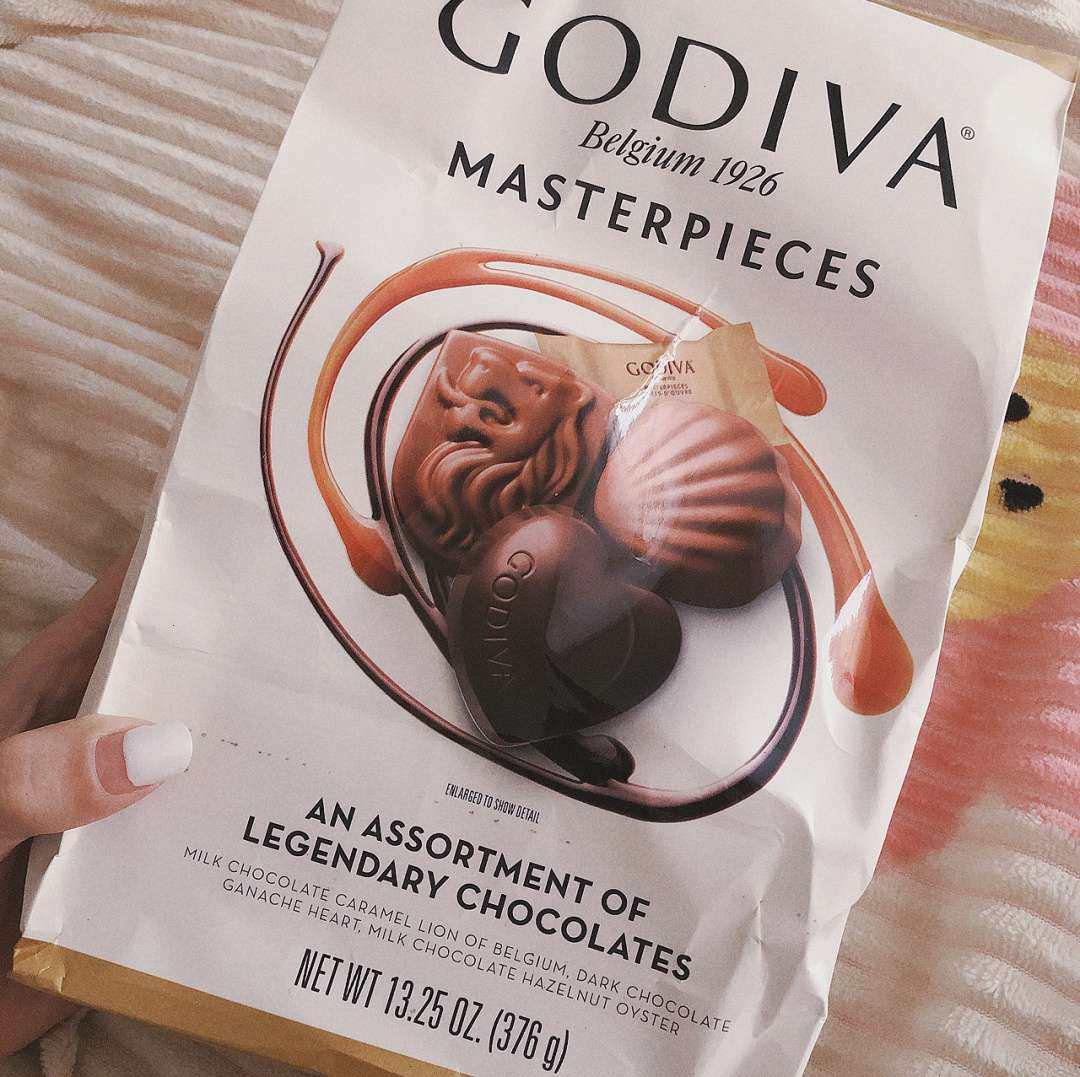 GODIVA®
Belgium 1926
MASTERPIECES
GODIVA
GODIVA
ENLARGED TO SHOW DETAIL
AN ASSORTMENT OF
LEGENDARY CHOCOLATES
MILK CHOCOLATE CARAMEL LION OF BELGIUM, DARK CHOCOLATE
GANACHE HEART, MILK CHOCOLATE HAZELNUT OYSTER
NET WT 13.25 OZ. (376 g)